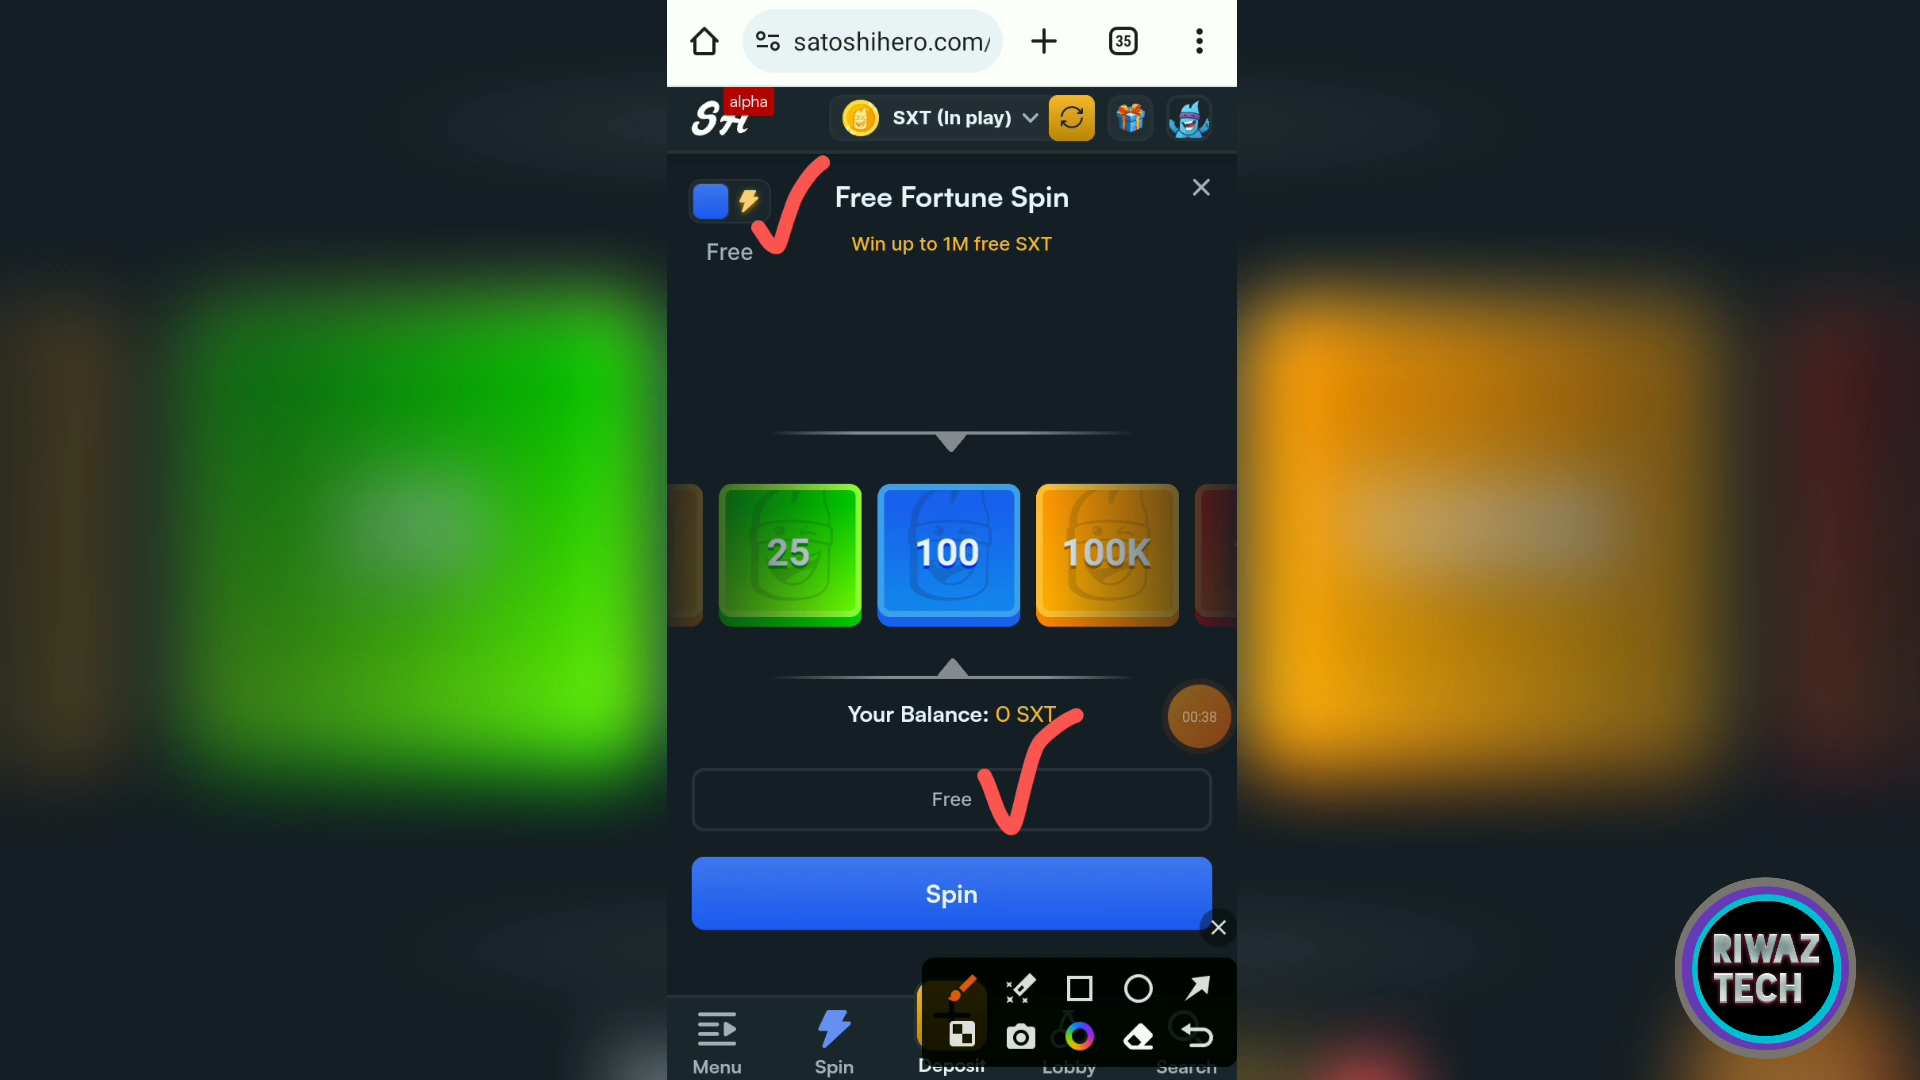 satoshihero.com/
35
SH
alpha
SXT (In play)
Free Fortune Spin
Win up to 1M free SXT
Free
25
100
100K
Your Balance: 0 SXT
00:38
Free
Spin
Menu
Spin
Deposit
Lobby
Search
RIWAZ
TECH